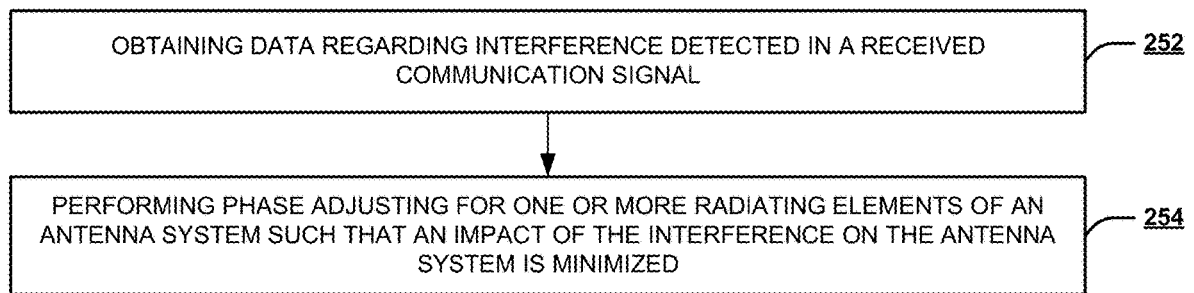 OBTAINING DATA REGARDING INTERFERENCE DETECTED IN A RECEIVED
COMMUNICATION SIGNAL
252
PERFORMING PHASE ADJUSTING FOR ONE OR MORE RADIATING ELEMENTS OF AN
ANTENNA SYSTEM SUCH THAT AN IMPACT OF THE INTERFERENCE ON THE ANTENNA
SYSTEM IS MINIMIZED
254